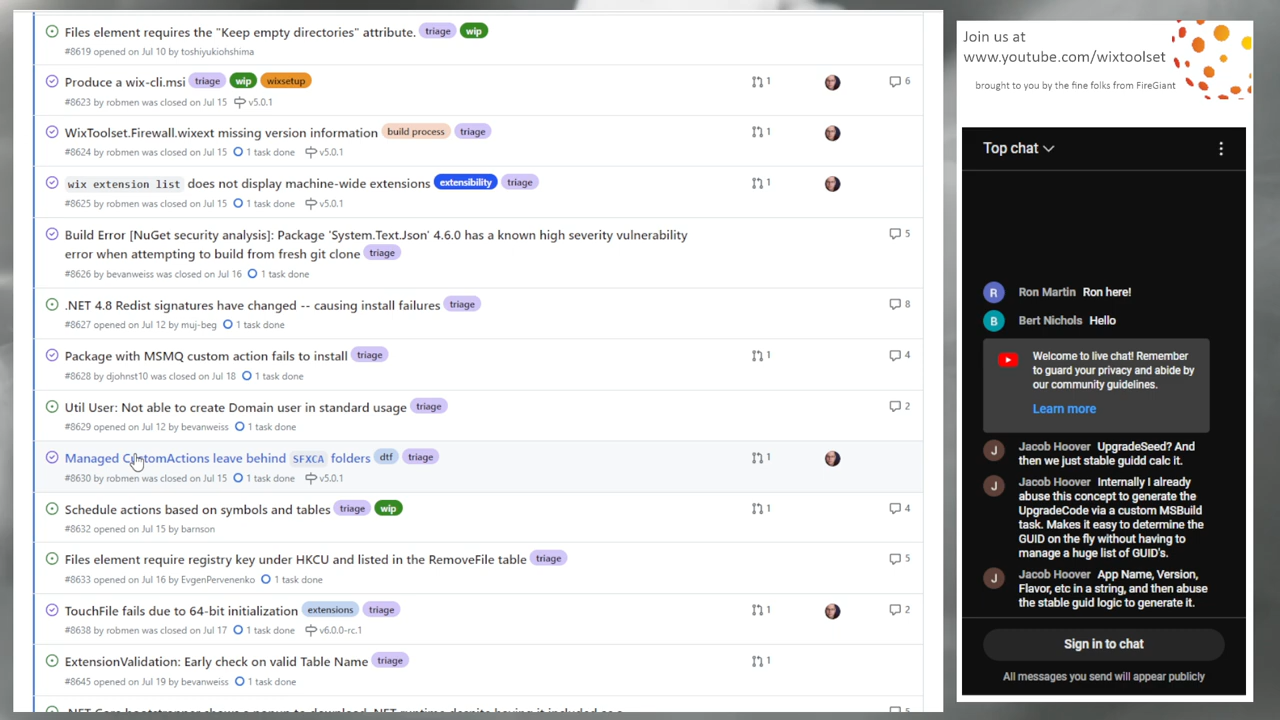 Files element requires the "Keep empty directories" attribute. triage wip
#8619 opened on Jul 10 by toshiyukiohshima
Produce a wix-cli.msi triage wip wixsetup 1 6
#8623 by robmen was closed on Jul 15 v5.0.1
WixToolset.Firewall.wixext missing version information build process triage 1
#8624 by robmen was closed on Jul 15 1 task done v5.0.1
wix extension list does not display machine-wide extensions extensibility triage 1
#8625 by robmen was closed on Jul 15 1 task done v5.0.1
Build Error [NuGet security analysis]: Package 'System.Text.Json' 4.6.0 has a known high severity vulnerability 5
error when attempting to build from fresh git clone triage
#8626 by bevanweiss was closed on Jul 16 1 task done
.NET 4.8 Redist signatures have changed -- causing install failures triage 8
#8627 opened on Jul 12 by muj-beg 1 task done
Package with MSMQ custom action fails to install triage 1 4
#8628 by djohnst10 was closed on Jul 18 1 task done
Util User: Not able to create Domain user in standard usage triage 2
#8629 opened on Jul 12 by bevanweiss 1 task done
Managed CustomActions leave behind SFXCA folders dtf triage 1
#8630 by robmen was closed on Jul 15 1 task done v5.0.1
Schedule actions based on symbols and tables triage wip 1 4
#8632 opened on Jul 15 by barnson
Files element require registry key under HKCU and listed in the RemoveFile table triage 5
#8633 opened on Jul 16 by EvgenPervenenko 1 task done
TouchFile fails due to 64-bit initialization extensions triage 1 2
#8638 by robmen was closed on Jul 17 1 task done v6.0.0-rc.1
ExtensionValidation: Early check on valid Table Name triage 1
#8645 opened on Jul 19 by bevanweiss 1 task done
Join us at
www.youtube.com/wixtoolset
brought to you by the fine folks from FireGiant
Top chat
R Ron Martin Ron here!
B Bert Nichols Hello
Welcome to live chat! Remember
to guard your privacy and abide by
our community guidelines.
Learn more
J Jacob Hoover UpgradeSeed? And
then we just stable guidd calc it.
J Jacob Hoover Internally I already
abuse this concept to generate the
UpgradeCode via a custom MSBuild
task. Makes it easy to determine the
GUID on the fly without having to
manage a huge list of GUID's.
J Jacob Hoover App Name, Version,
Flavor, etc in a string, and then abuse
the stable guid logic to generate it.
Sign in to chat
All messages you send will appear publicly